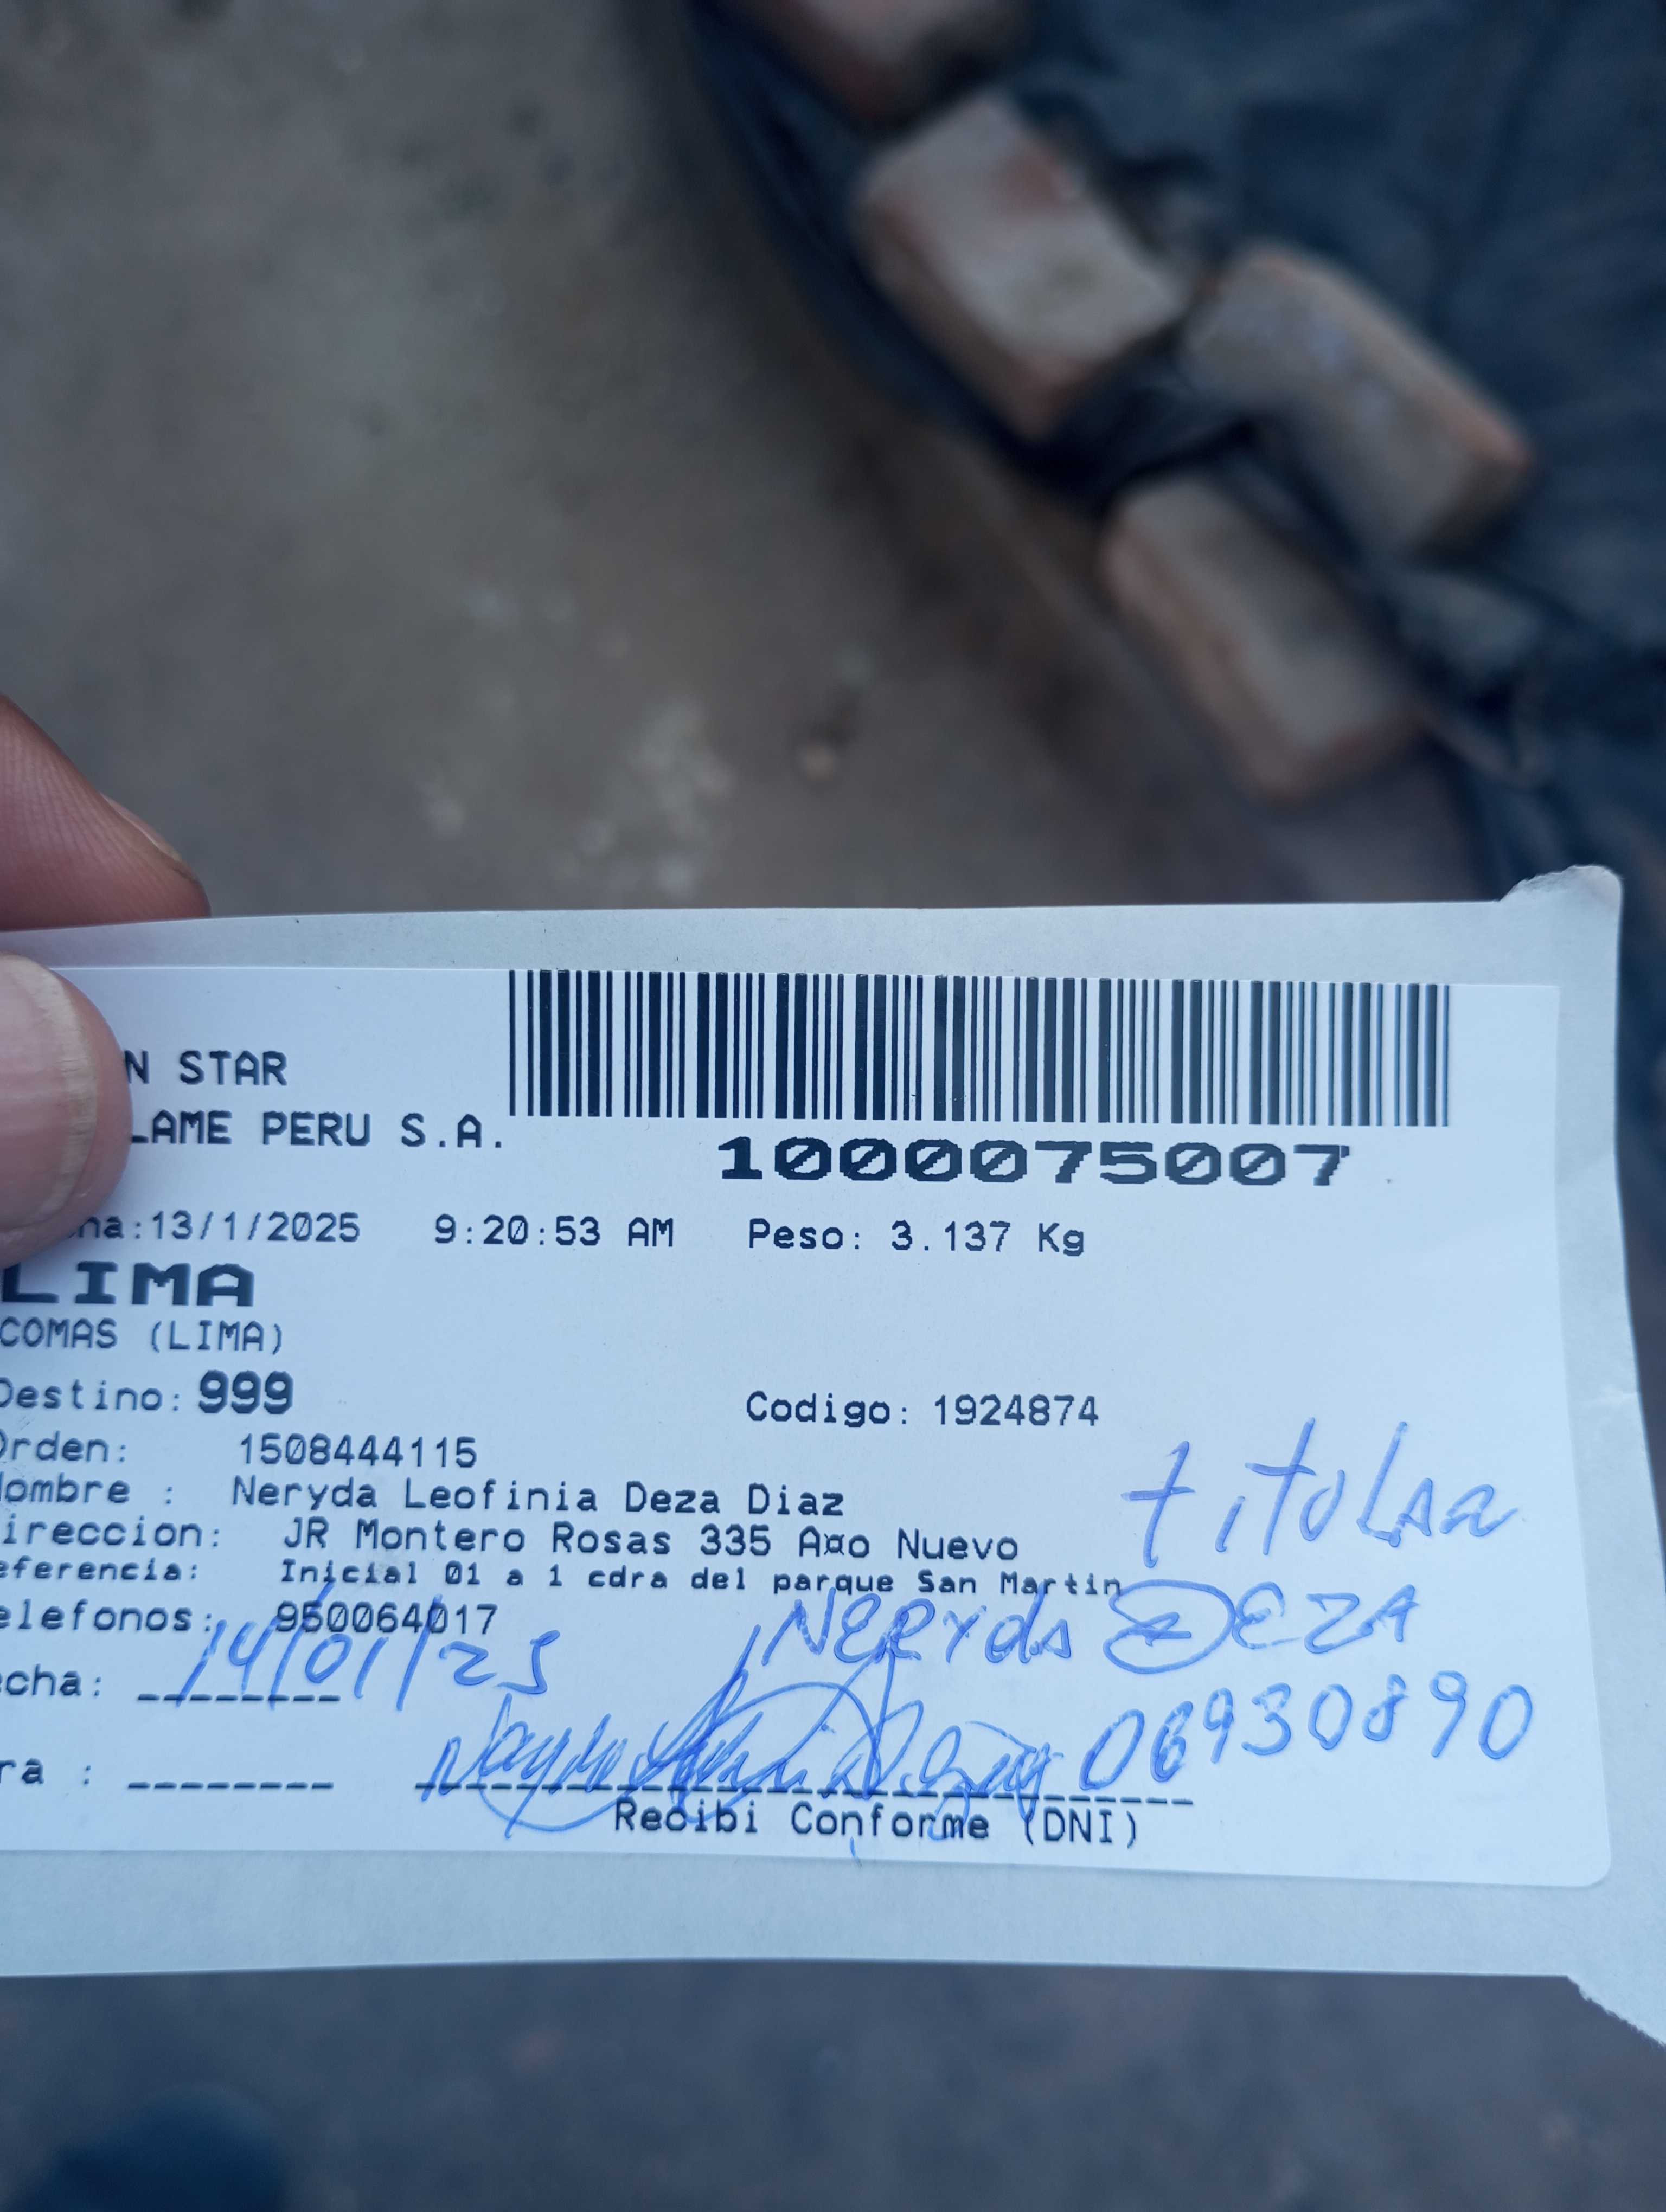 N STAR
LAME PERU S.A.
1000075007
na:13/1/2025 9:20:53 AM Peso: 3.137 Kg
LIMA
COMAS (LIMA)
Destino: 999 Codigo: 1924874
Orden: 1508444115
ombre : Neryda Leofinia Deza Diaz
ireccion: JR Montero Rosas 335 A¤o Nuevo
eferencia: Inicial 01 a 1 cdra del parque San Martin
elefonos: 950064017
titular
Neryda Deza
echa: 14/01/25
06930890
ra :
Recibi Conforme (DNI)